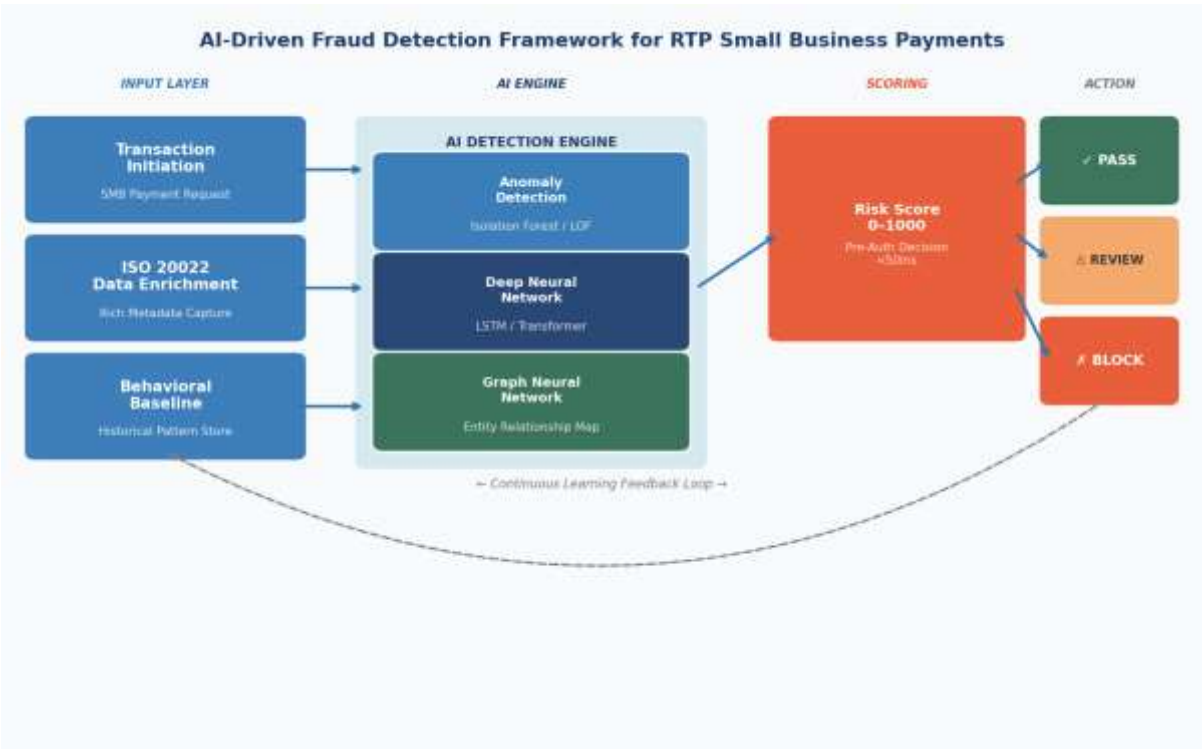 AI-Driven Fraud Detection Framework for RTP Small Business Payments
INPUT LAYER
AI ENGINE
SCORING
ACTION
Transaction
Initiation
SMB Payment Request
ISO 20022
Data Enrichment
Rich Metadata Capture
Behavioral
Baseline
Historical Pattern Store
AI DETECTION ENGINE
Anomaly
Detection
Isolation Forest / LOF
Deep Neural
Network
LSTM / Transformer
Graph Neural
Network
Entity Relationship Map
Risk Score
0–1000
Pre-Auth Decision
<50ms
✓ PASS
⚠ REVIEW
✗ BLOCK
← Continuous Learning Feedback Loop →